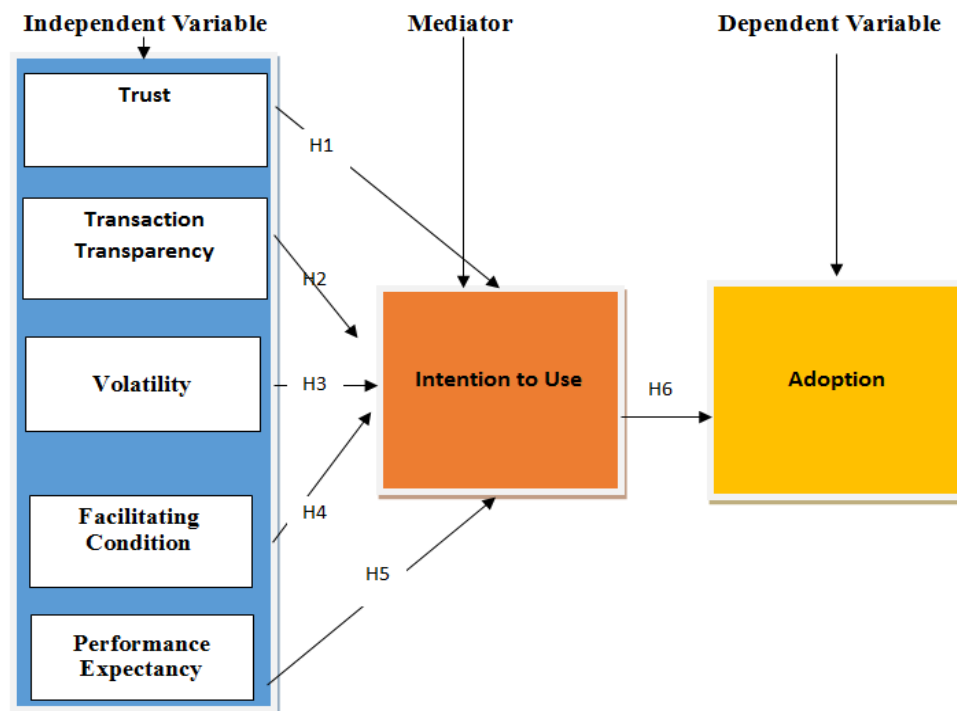 Independent Variable
Mediator
Dependent Variable
Trust
H1
Transaction
Transparency
H2
Volatility
H3
Intention to Use
H6
Adoption
Facilitating
Condition
H4
H5
Performance
Expectancy